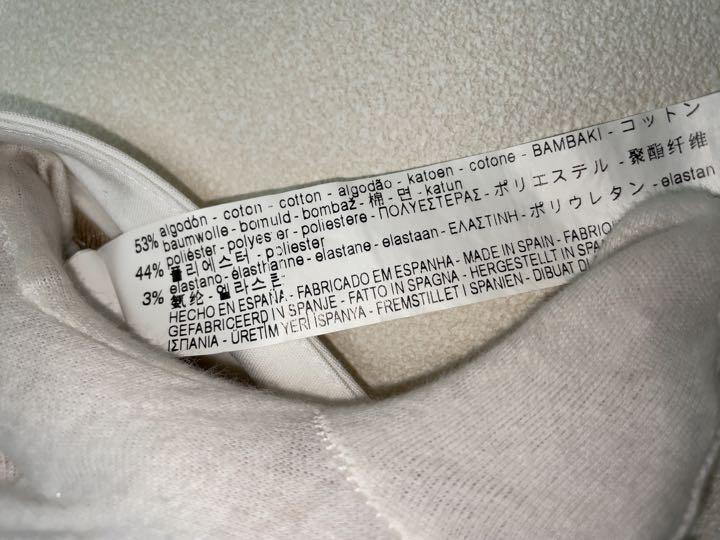 53% algodón - coton - cotton - algodão - katoen - cotone - ΒΑΜΒΑΚΙ - コットン
baumwolle - bomuld - bombaž - 棉 - 면 - katun
44% poliéster - polyester - poliestere - ΠΟΛΥΕΣΤΕΡΑΣ - ポリエステル - 聚酯纤维
폴리에스터 - poliester
3% elastano - élasthanne - elastane - elastaan - ΕΛΑΣΤΙΝΗ - ポリウレタン - elastan
氨纶 - 엘라스트
HECHO EN ESPAÑA - FABRICADO EM ESPANHA - MADE IN SPAIN
GEFABRICEERD IN SPANJE - FATTO IN SPAGNA - HERGESTELLT IN
ΙΣΠΑΝΙΑ - ÜRETİM YERİ İSPANYA - FREMSTILLET I SPANIEN - DIBUAT DI